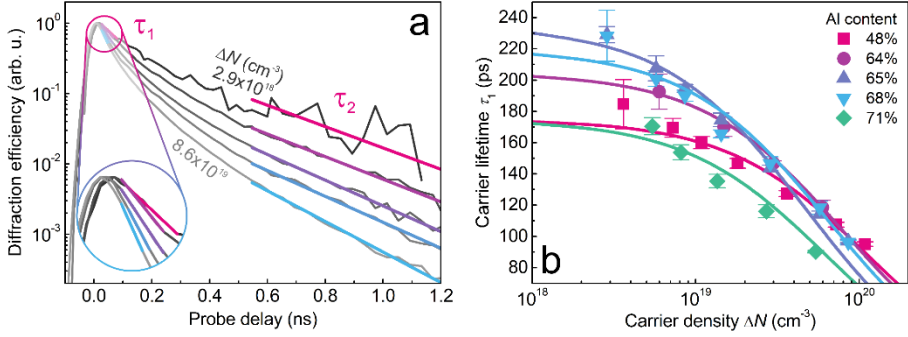 a
τ1
ΔN (cm-3)
2.9x10^18
τ2
8.6x10^19
10^0
10^-1
10^-2
10^-3
Diffraction efficiency (arb. u.)
0.0 0.2 0.4 0.6 0.8 1.0 1.2
Probe delay (ns)
240
220
200
180
160
140
120
100
80
Carrier lifetime τ1 (ps)
Al content
48%
64%
65%
68%
71%
b
10^18 10^19 10^20
Carrier density ΔN (cm-3)